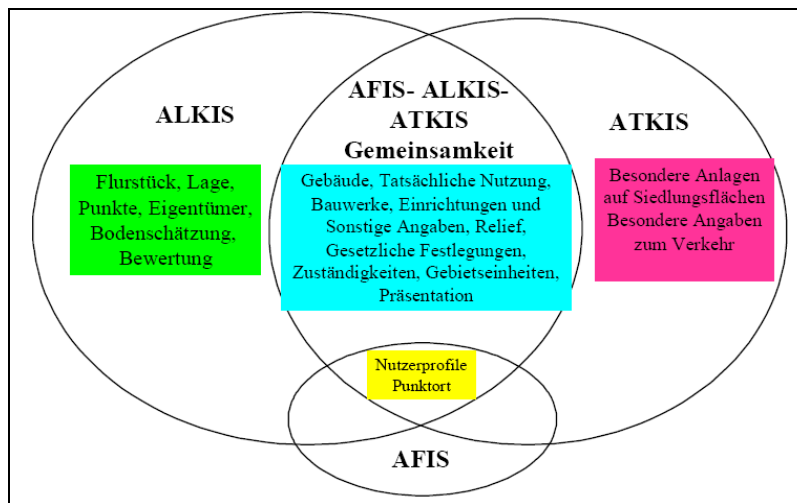 ALKIS
Flurstück, Lage,
Punkte, Eigentümer,
Bodenschätzung,
Bewertung
AFIS- ALKIS-
ATKIS
Gemeinsamkeit
Gebäude, Tatsächliche Nutzung,
Bauwerke, Einrichtungen und
Sonstige Angaben, Relief,
Gesetzliche Festlegungen,
Zuständigkeiten, Gebietseinheiten,
Präsentation
ATKIS
Besondere Anlagen
auf Siedlungsflächen
Besondere Angaben
zum Verkehr
Nutzerprofile
Punktort
AFIS